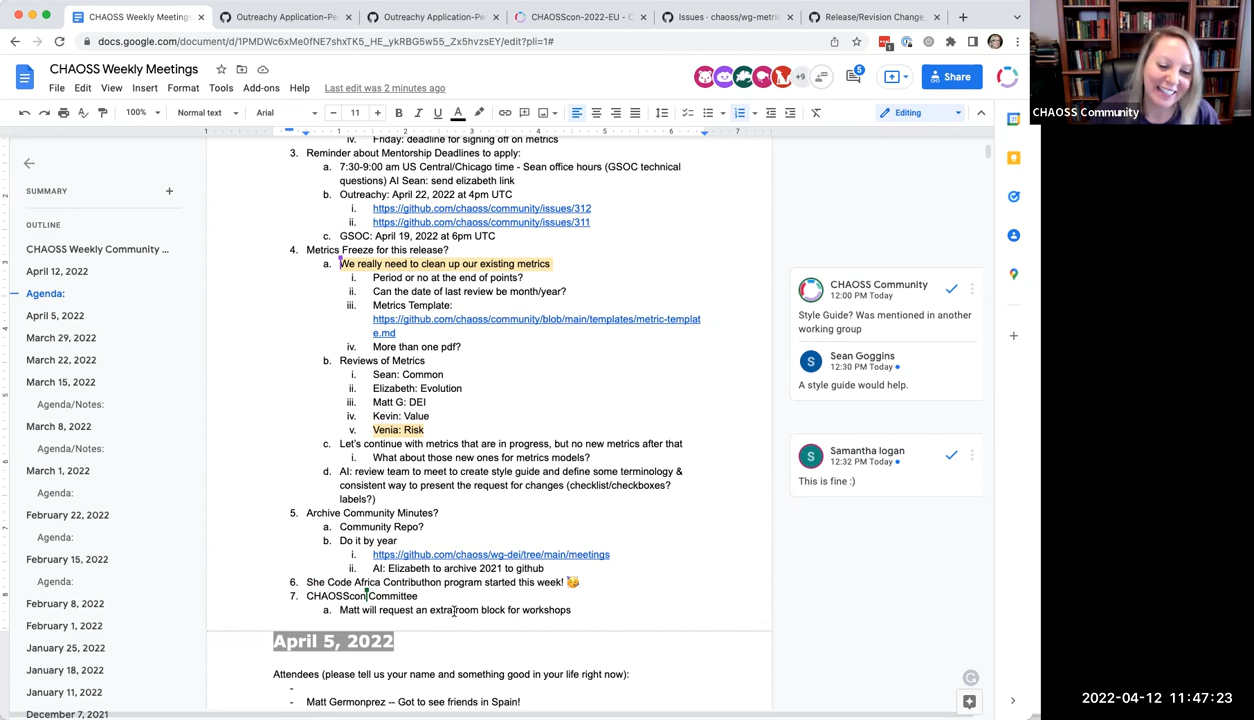 CHAOSS Weekly Meetings
Outreachy Application-Pe
Outreachy Application-Pe
CHAOSScon-2022-EU - G
Issues · chaoss/wg-metric
Release/Revision Change_
docs.google.com/document/d/1PMDWc6xMe0fNE7shxTK5_HE_ykRBG5w55_Zx5hvzsEY/edit?pli=1#
CHAOSS Weekly Meetings
File Edit View Insert Format Tools Add-ons Help Last edit was 2 minutes ago
+9
5
Share
100% Normal text Arial 11
Editing
SUMMARY
OUTLINE
CHAOSS Weekly Community ...
April 12, 2022
Agenda:
April 5, 2022
March 29, 2022
March 22, 2022
March 15, 2022
Agenda/Notes:
March 8, 2022
Agenda/Notes:
March 1, 2022
Agenda:
February 22, 2022
Agenda:
February 15, 2022
Agenda:
February 8, 2022
February 1, 2022
January 25, 2022
January 18, 2022
January 11, 2022
December 7, 2021
iv. Friday: deadline for signing off on metrics
3. Reminder about Mentorship Deadlines to apply:
a. 7:30-9:00 am US Central/Chicago time - Sean office hours (GSOC technical
questions) AI Sean: send elizabeth link
b. Outreachy: April 22, 2022 at 4pm UTC
i. https://github.com/chaoss/community/issues/312
ii. https://github.com/chaoss/community/issues/311
c. GSOC: April 19, 2022 at 6pm UTC
4. Metrics Freeze for this release?
a. We really need to clean up our existing metrics
i. Period or no at the end of points?
ii. Can the date of last review be month/year?
iii. Metrics Template:
https://github.com/chaoss/community/blob/main/templates/metric-templat
e.md
iv. More than one pdf?
b. Reviews of Metrics
i. Sean: Common
ii. Elizabeth: Evolution
iii. Matt G: DEI
iv. Kevin: Value
v. Venia: Risk
c. Let's continue with metrics that are in progress, but no new metrics after that
i. What about those new ones for metrics models?
d. AI: review team to meet to create style guide and define some terminology &
consistent way to present the request for changes (checklist/checkboxes?
labels?)
5. Archive Community Minutes?
a. Community Repo?
b. Do it by year
i. https://github.com/chaoss/wg-dei/tree/main/meetings
ii. AI: Elizabeth to archive 2021 to github
6. She Code Africa Contributhon program started this week! 🥳
7. CHAOSScon Committee
a. Matt will request an extra room block for workshops
April 5, 2022
Attendees (please tell us your name and something good in your life right now):
-
- Matt Germonprez -- Got to see friends in Spain!
CHAOSS Community
12:00 PM Today
Style Guide? Was mentioned in another
working group
Sean Goggins
12:30 PM Today
A style guide would help.
Samantha logan
12:32 PM Today
This is fine :)
CHAOSS Community
2022-04-12 11:47:23